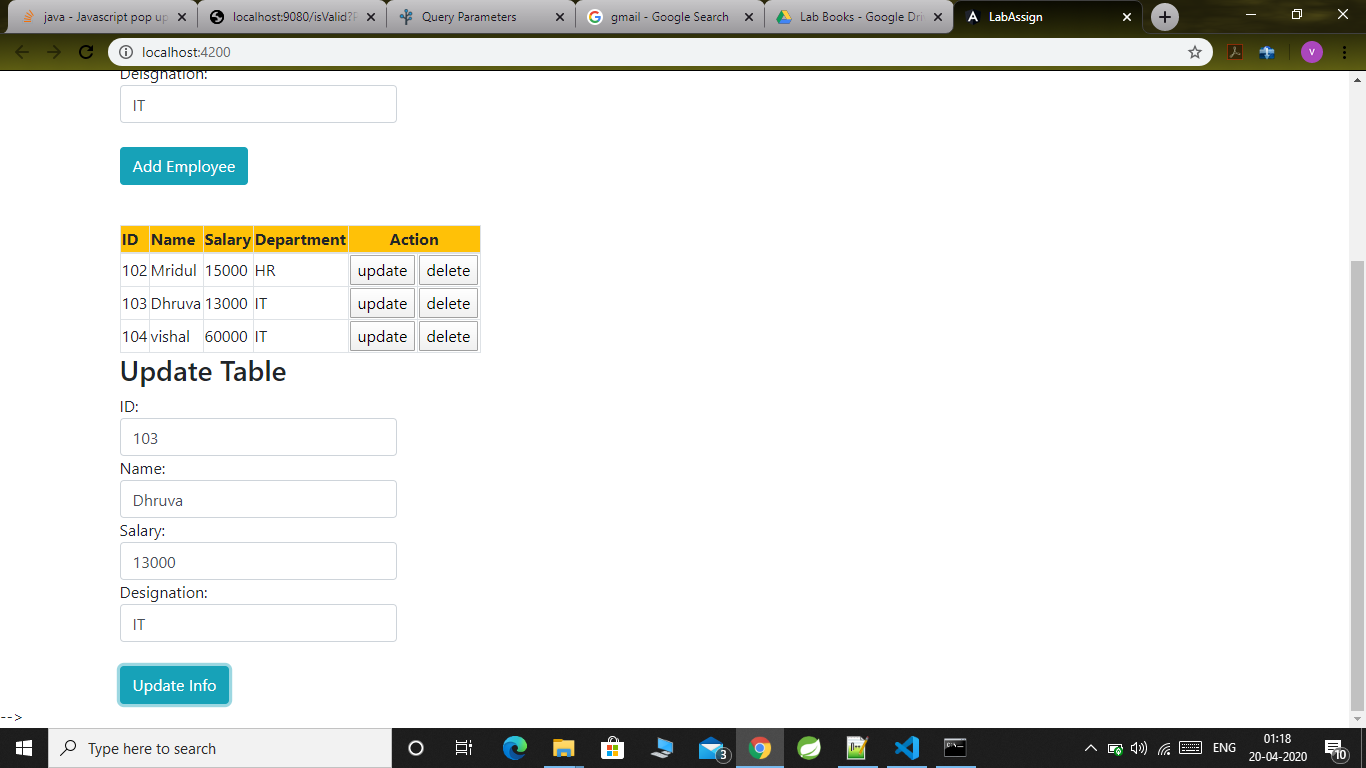 java - Javascript pop up
localhost:9080/isValid?F
Query Parameters
gmail - Google Search
Lab Books - Google Dri
LabAssign
localhost:4200
V
Deisgnation:
IT
Add Employee
ID Name Salary Department Action
102 Mridul 15000 HR update delete
103 Dhruva 13000 IT update delete
104 vishal 60000 IT update delete
Update Table
ID:
103
Name:
Dhruva
Salary:
13000
Designation:
IT
Update Info
-->
Type here to search
3
ENG
01:18
20-04-2020
10